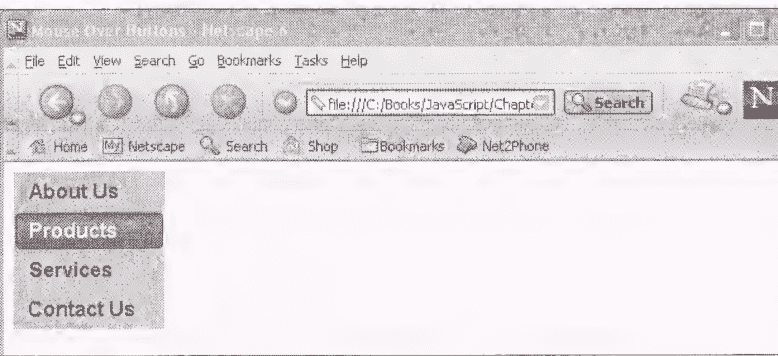 Mouse Over Buttons - Netscape 6
File Edit View Search Go Bookmarks Tasks Help
file:///C:/Books/JavaScript/Chapt Search N
Home My Netscape Search Shop Bookmarks Net2Phone
About Us
Products
Services
Contact Us